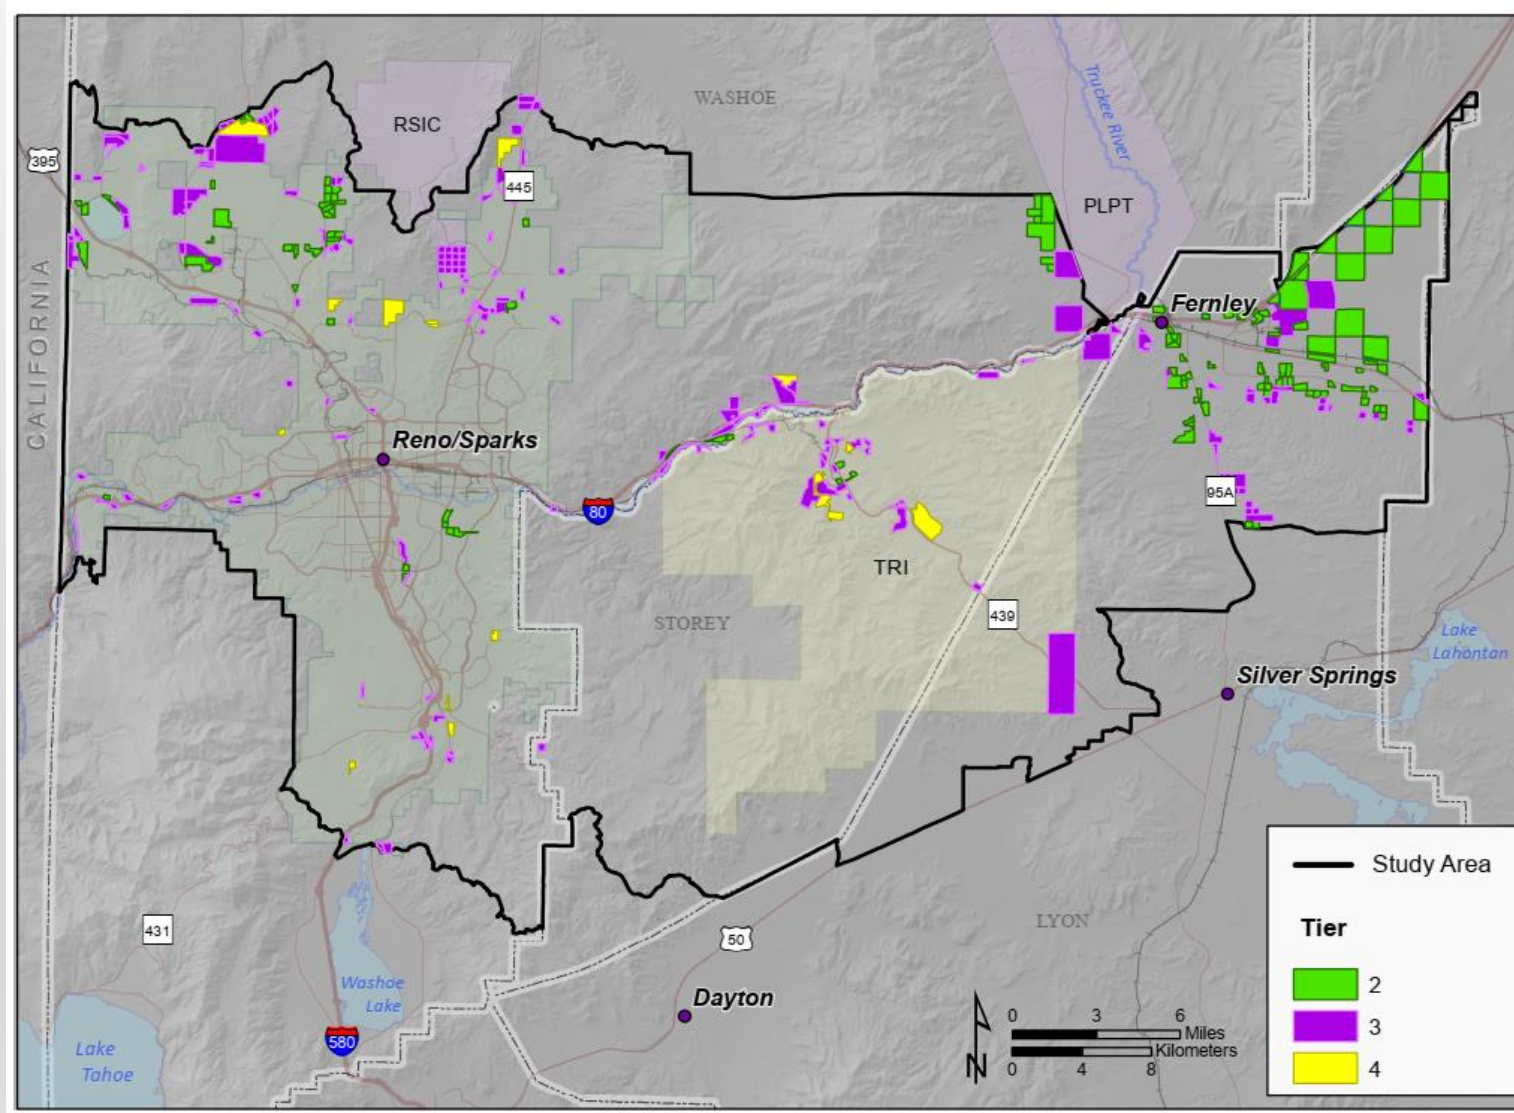 WASHOE
RSIC
Truckee River
395
445
PLPT
CALIFORNIA
Fernley
Reno/Sparks
80
95A
TRI
STOREY
439
Lake
Lahontan
Silver Springs
Study Area
431
LYON
50
Tier
Washoe
Lake
2
Dayton
0 3 6
Miles
3
580
Kilometers
Lake
Tahoe
N
0 4 8
4